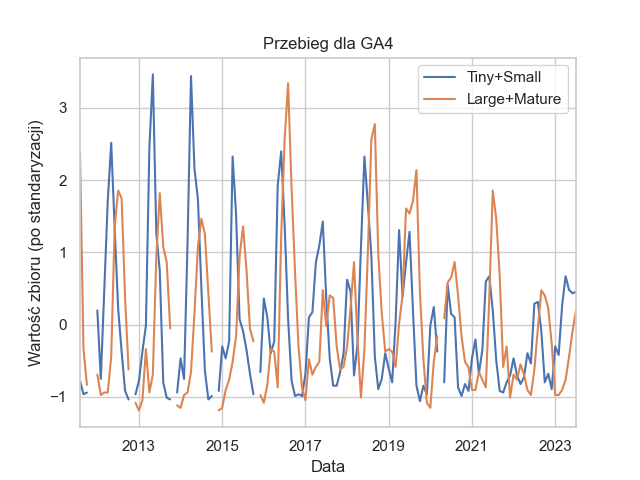 Przebieg dla GA4
Tiny+Small
Large+Mature
Wartość zbioru (po standaryzacji)
3
2
1
0
−1
2013
2015
2017
2019
2021
2023
Data